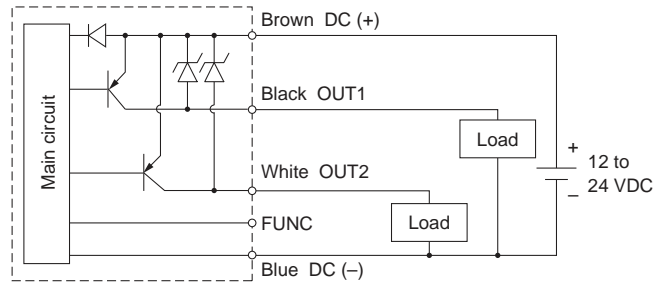 Brown DC (+)
Main circuit
Black OUT1
Load
+
12 to
24 VDC
–
White OUT2
Load
FUNC
Blue DC (–)